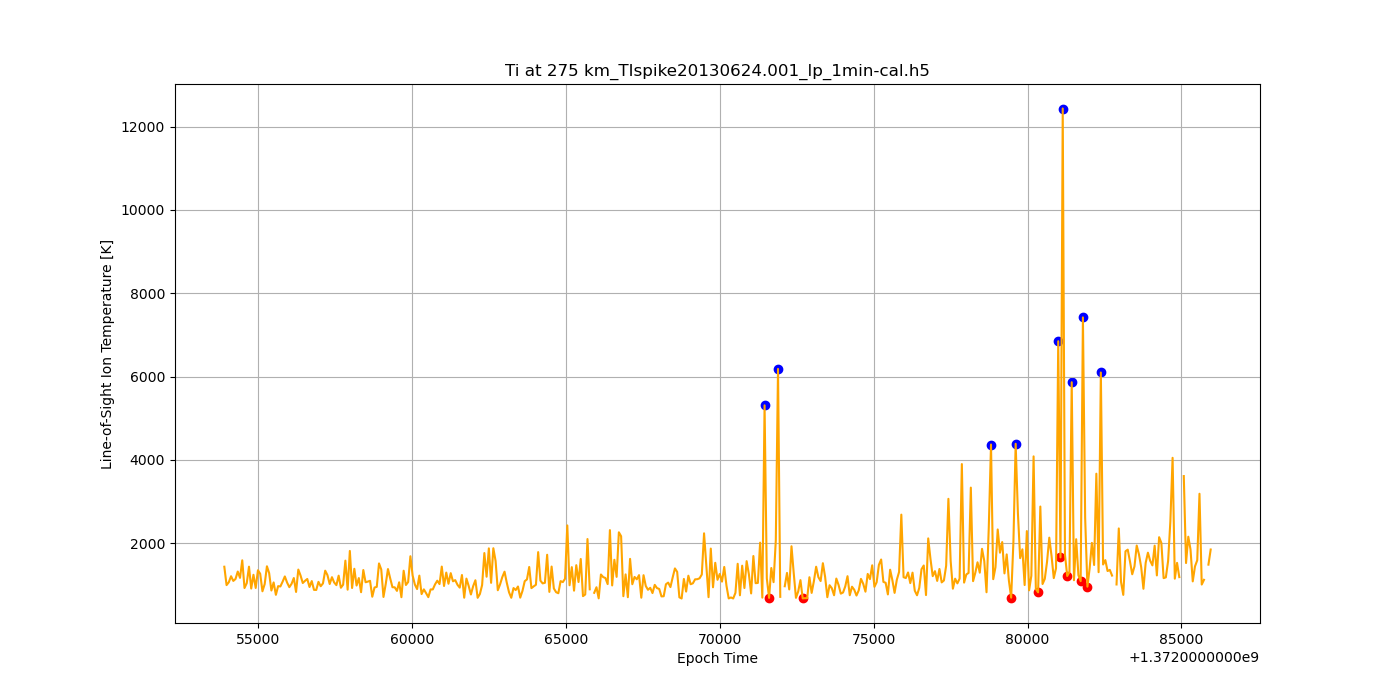 Ti at 275 km_TIspike20130624.001_lp_1min-cal.h5
Line-of-Sight Ion Temperature [K]
12000
10000
8000
6000
4000
2000
55000 60000 65000 70000 75000 80000 85000
Epoch Time
+1.3720000000e9